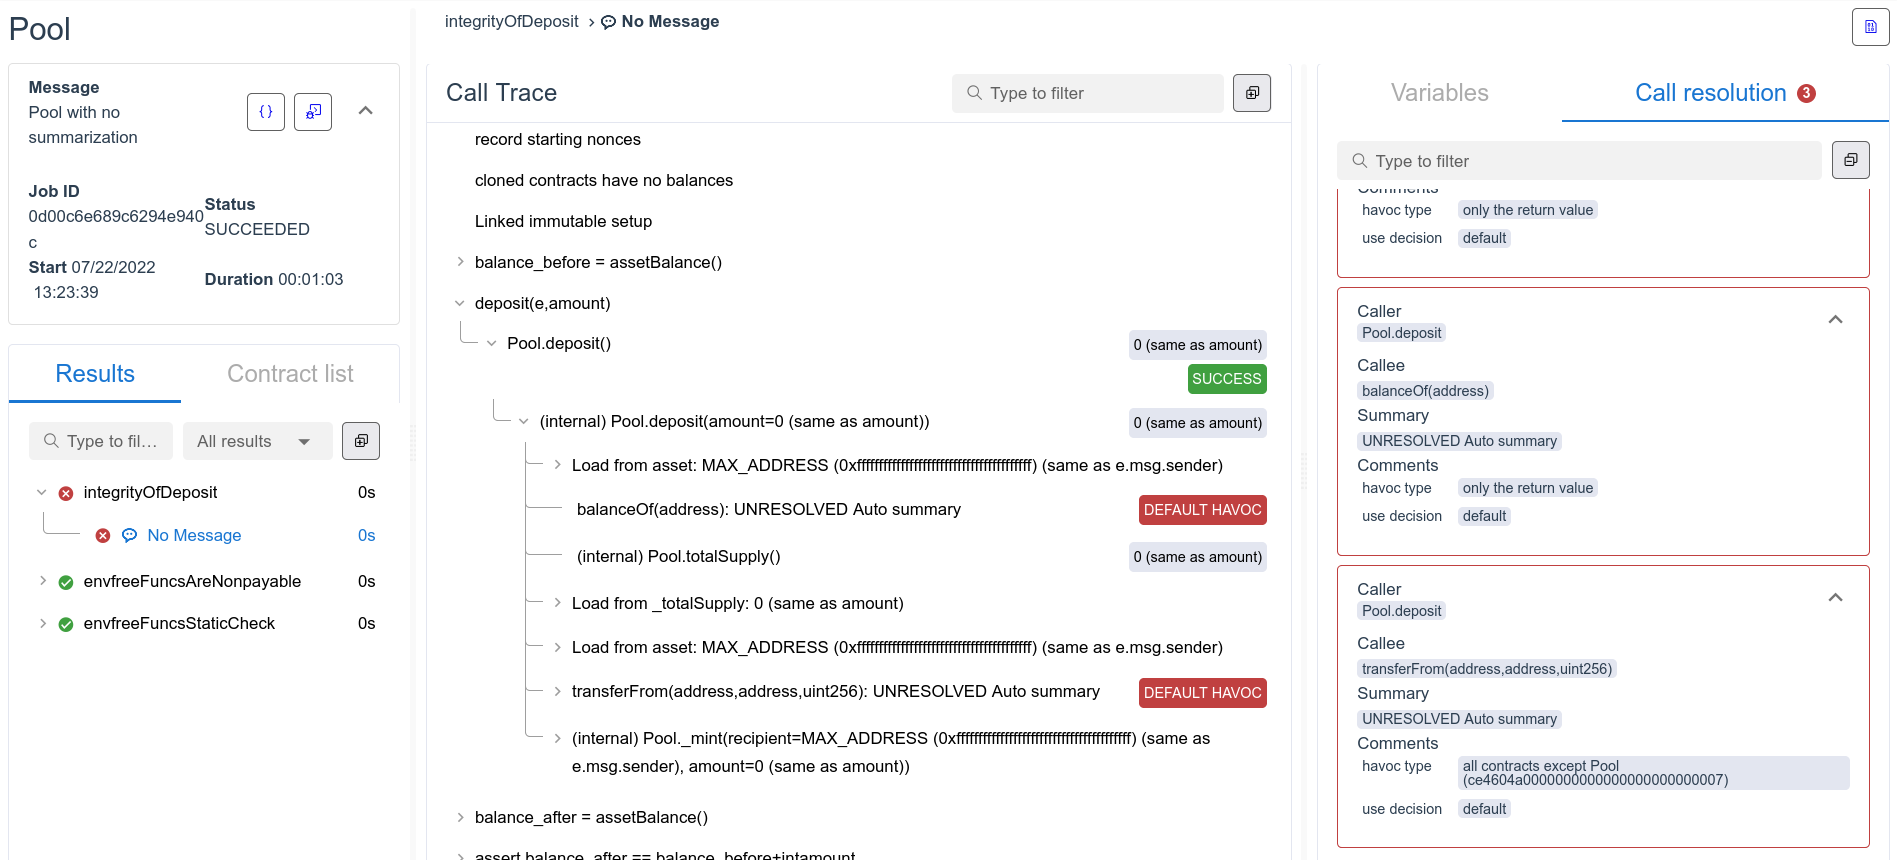 Pool
Message
Pool with no
summarization
{}
Job ID
0d00c6e689c6294e940
c
Status
SUCCEEDED
Start 07/22/2022
13:23:39
Duration 00:01:03
Results
Contract list
Type to fil...
All results
integrityOfDeposit 0s
No Message 0s
envfreeFuncsAreNonpayable 0s
envfreeFuncsStaticCheck 0s
integrityOfDeposit > No Message
Call Trace
Type to filter
record starting nonces
cloned contracts have no balances
Linked immutable setup
balance_before = assetBalance()
deposit(e,amount)
Pool.deposit() 0 (same as amount)
SUCCESS
(internal) Pool.deposit(amount=0 (same as amount)) 0 (same as amount)
Load from asset: MAX_ADDRESS (0xffffffffffffffffffffffffffffffffffffffff) (same as e.msg.sender)
balanceOf(address): UNRESOLVED Auto summary DEFAULT HAVOC
(internal) Pool.totalSupply() 0 (same as amount)
Load from _totalSupply: 0 (same as amount)
Load from asset: MAX_ADDRESS (0xffffffffffffffffffffffffffffffffffffffff) (same as e.msg.sender)
transferFrom(address,address,uint256): UNRESOLVED Auto summary DEFAULT HAVOC
(internal) Pool._mint(recipient=MAX_ADDRESS (0xffffffffffffffffffffffffffffffffffffffff) (same as
e.msg.sender), amount=0 (same as amount))
balance_after = assetBalance()
assert balance_after == balance_before+intamount
Variables
Call resolution 3
Type to filter
Comments
havoc type only the return value
use decision default
Caller
Pool.deposit
Callee
balanceOf(address)
Summary
UNRESOLVED Auto summary
Comments
havoc type only the return value
use decision default
Caller
Pool.deposit
Callee
transferFrom(address,address,uint256)
Summary
UNRESOLVED Auto summary
Comments
havoc type all contracts except Pool
(ce4604a0000000000000000000000007)
use decision default